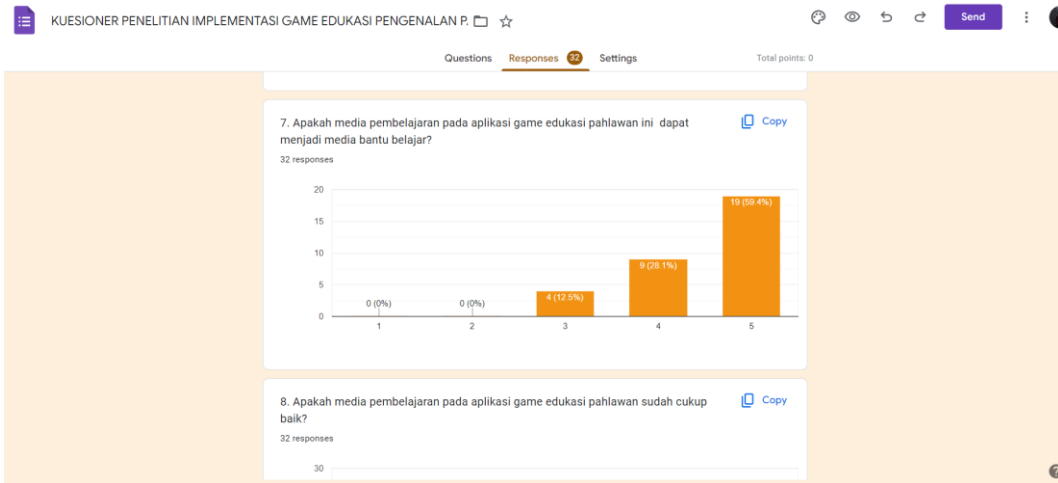 KUESIONER PENELITIAN IMPLEMENTASI GAME EDUKASI PENGENALAN P.
Send
Questions Responses 32 Settings Total points: 0
7. Apakah media pembelajaran pada aplikasi game edukasi pahlawan ini dapat
menjadi media bantu belajar?
Copy
32 responses
20
15
10
5
0
0 (0%)
0 (0%)
4 (12.5%)
9 (28.1%)
19 (59.4%)
1 2 3 4 5
8. Apakah media pembelajaran pada aplikasi game edukasi pahlawan sudah cukup
baik?
Copy
32 responses
30